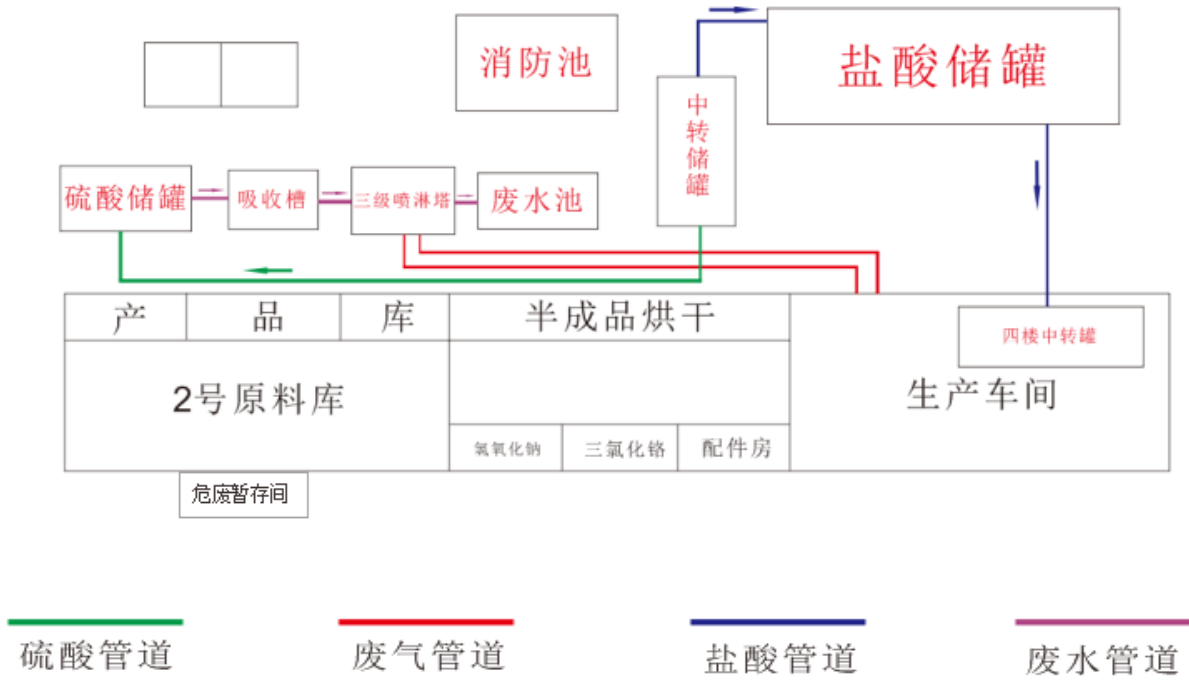 消防池
盐酸储罐
中转储罐
硫酸储罐
吸收槽
三级喷淋塔
废水池
产品库
半成品烘干
四楼中转罐
2号原料库
生产车间
氢氧化钠
三氯化铬
配件房
危废暂存间
硫酸管道
废气管道
盐酸管道
废水管道